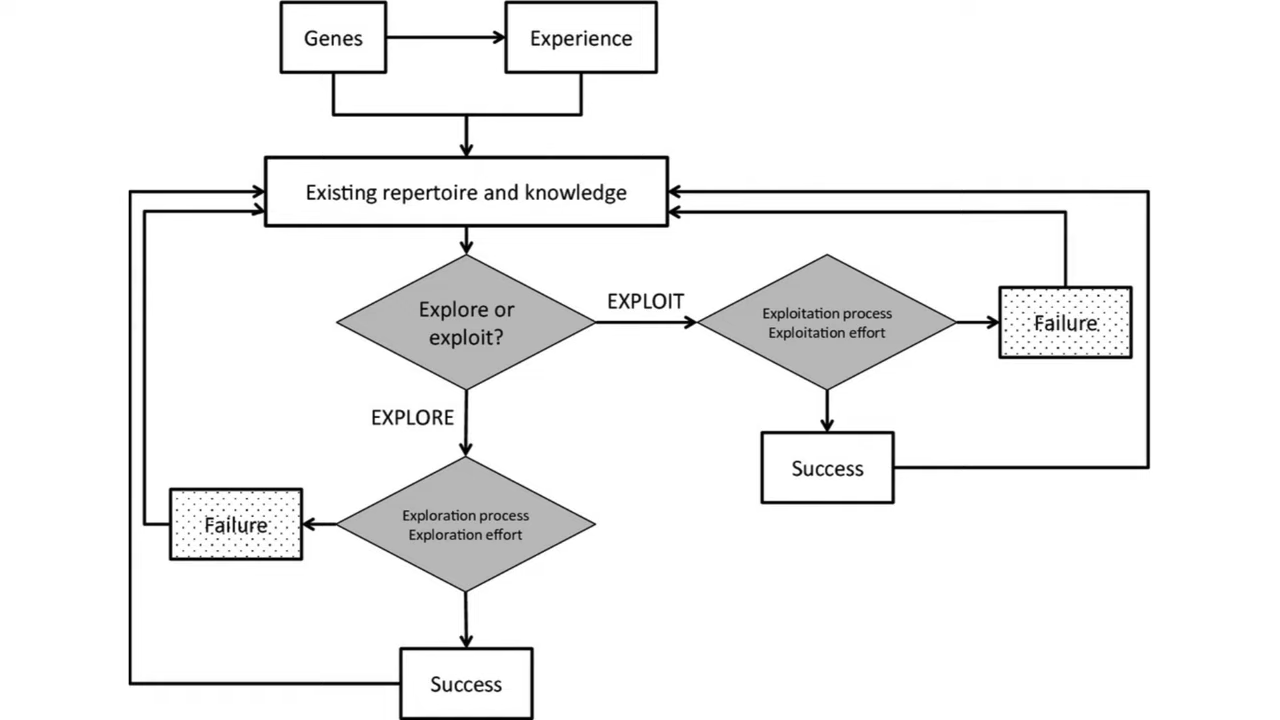 Genes
Experience
Existing repertoire and knowledge
Explore or
exploit?
EXPLOIT
Exploitation process
Exploitation effort
Failure
EXPLORE
Success
Failure
Exploration process
Exploration effort
Success